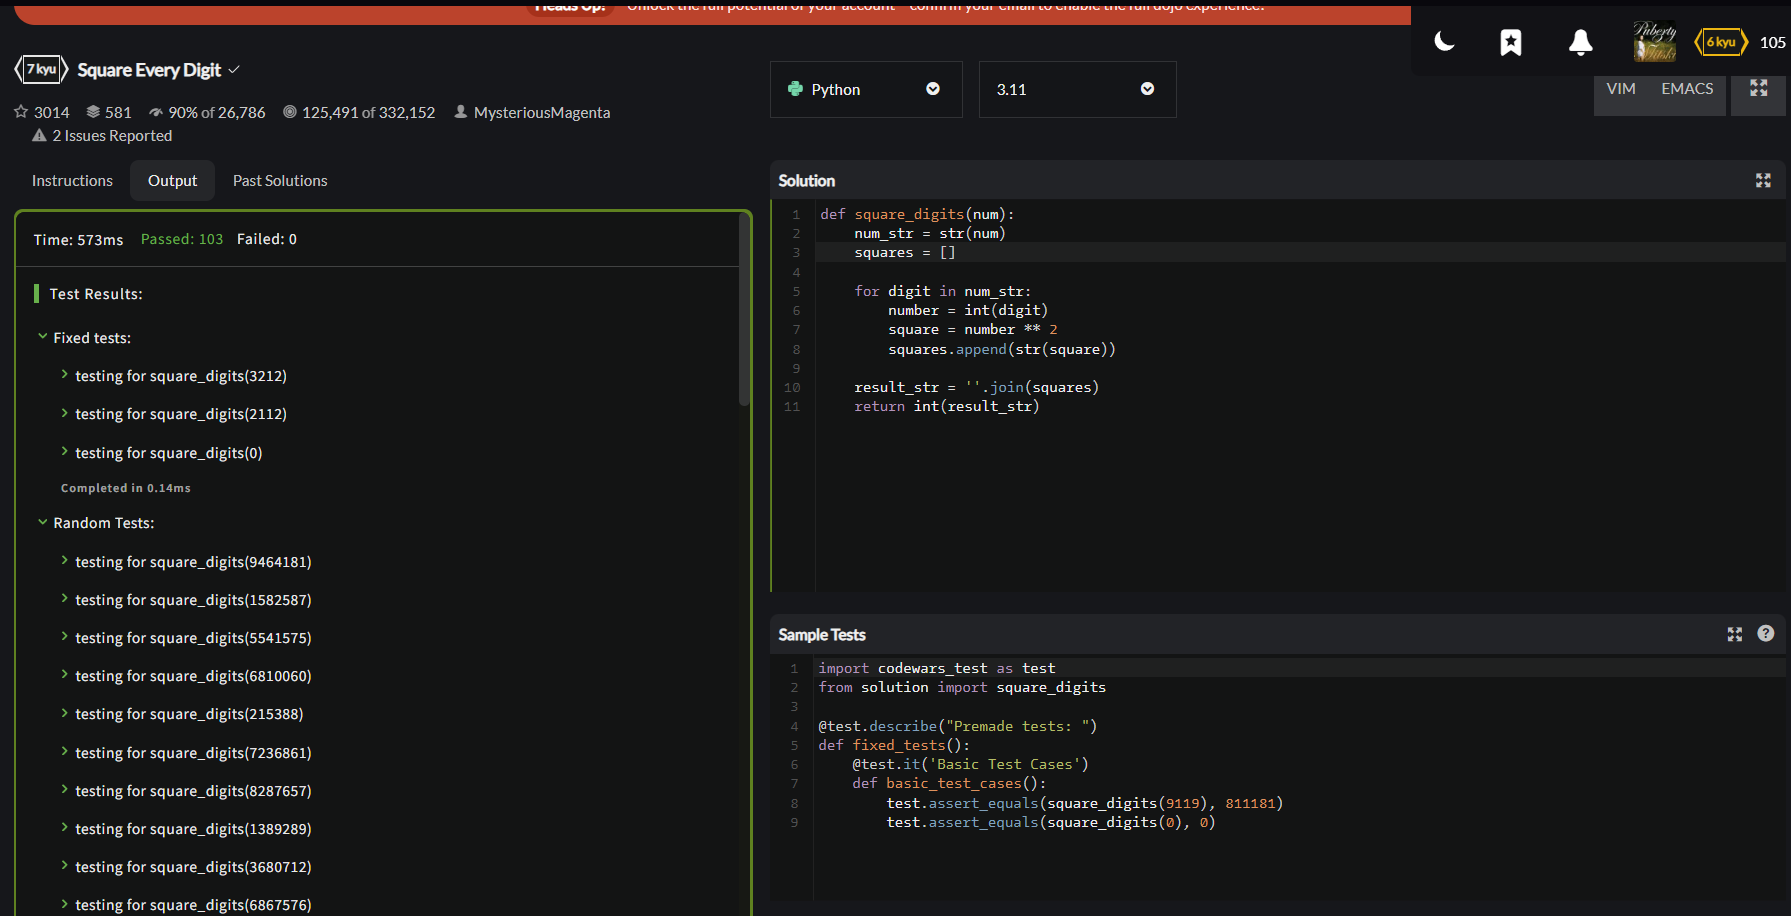 Heads Up! Unlock the full potential of your account - confirm your email to enable the full dojo experience.
7 kyu Square Every Digit
3014 581 90% of 26,786 125,491 of 332,152 MysteriousMagenta
2 Issues Reported
Instructions Output Past Solutions
Time: 573ms Passed: 103 Failed: 0
Test Results:
Fixed tests:
testing for square_digits(3212)
testing for square_digits(2112)
testing for square_digits(0)
Completed in 0.14ms
Random Tests:
testing for square_digits(9464181)
testing for square_digits(1582587)
testing for square_digits(5541575)
testing for square_digits(6810060)
testing for square_digits(215388)
testing for square_digits(7236861)
testing for square_digits(8287657)
testing for square_digits(1389289)
testing for square_digits(3680712)
testing for square_digits(6867576)
Puberty
6 kyu 105
Python 3.11 VIM EMACS
Solution
1 def square_digits(num):
2     num_str = str(num)
3     squares = []
4
5     for digit in num_str:
6         number = int(digit)
7         square = number ** 2
8         squares.append(str(square))
9
10     result_str = ''.join(squares)
11     return int(result_str)
Sample Tests
?
1 import codewars_test as test
2 from solution import square_digits
3
4 @test.describe("Premade tests: ")
5 def fixed_tests():
6     @test.it('Basic Test Cases')
7     def basic_test_cases():
8         test.assert_equals(square_digits(9119), 811181)
9         test.assert_equals(square_digits(0), 0)